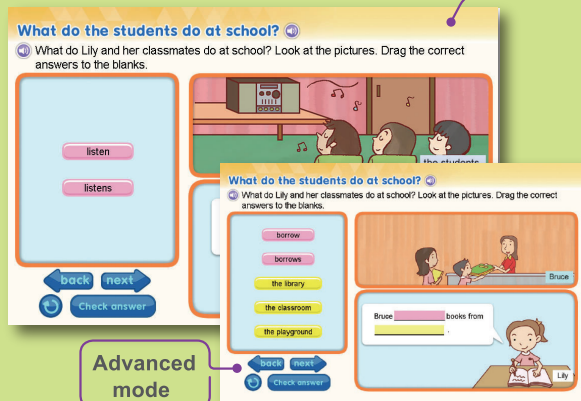 What do the students do at school?
What do Lily and her classmates do at school? Look at the pictures. Drag the correct
answers to the blanks.
listen
listens
the students
back
next
Check answer
What do the students do at school?
What do Lily and her classmates do at school? Look at the pictures. Drag the correct
answers to the blanks.
borrow
borrows
the library
the classroom
the playground
Bruce
Bruce books from
.
Lily
back
next
Check answer
Advanced
mode